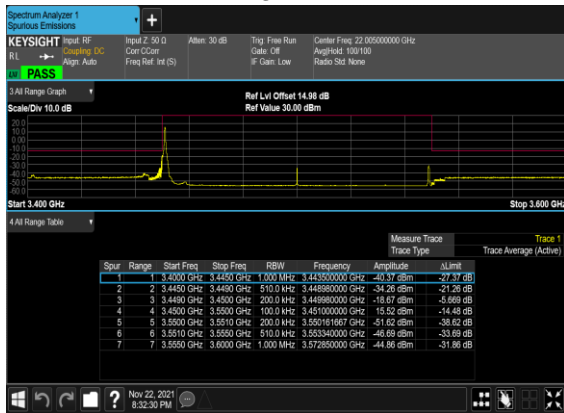 Spectrum Analyzer 1
Spurious Emissions
KEYSIGHT Input: RF Input Z: 50 Ω Atten: 30 dB Trig: Free Run Center Freq: 22.005000000 GHz
RL Coupling: DC Corr CCorr Gate: Off Avg|Hold: 100/100
Align: Auto Freq Ref: Int (S) IF Gain: Low Radio Std: None
PASS
3 All Range Graph Ref Lvl Offset 14.98 dB
Scale/Div 10.0 dB Ref Value 30.00 dBm
20.0
10.0
0.00
-10.0
-20.0
-30.0
-40.0
-50.0
-60.0
Start 3.400 GHz Stop 3.600 GHz
4 All Range Table
Measure Trace Trace 1
Trace Type Trace Average (Active)
Spur Range Start Freq Stop Freq RBW Frequency Amplitude ΔLimit
1 1 3.4000 GHz 3.4450 GHz 1.000 MHz 3.443500000 GHz -40.37 dBm -27.37 dB
2 2 3.4450 GHz 3.4490 GHz 510.0 kHz 3.448980000 GHz -34.26 dBm -21.26 dB
3 3 3.4490 GHz 3.4500 GHz 200.0 kHz 3.449980000 GHz -18.67 dBm -5.669 dB
4 4 3.4500 GHz 3.5500 GHz 100.0 kHz 3.451000000 GHz 15.52 dBm -14.48 dB
5 5 3.5500 GHz 3.5510 GHz 200.0 kHz 3.550161667 GHz -51.62 dBm -38.62 dB
6 6 3.5510 GHz 3.5550 GHz 510.0 kHz 3.553340000 GHz -46.69 dBm -33.69 dB
7 7 3.5550 GHz 3.6000 GHz 1.000 MHz 3.572850000 GHz -44.86 dBm -31.86 dB
Nov 22, 2021
8:32:30 PM